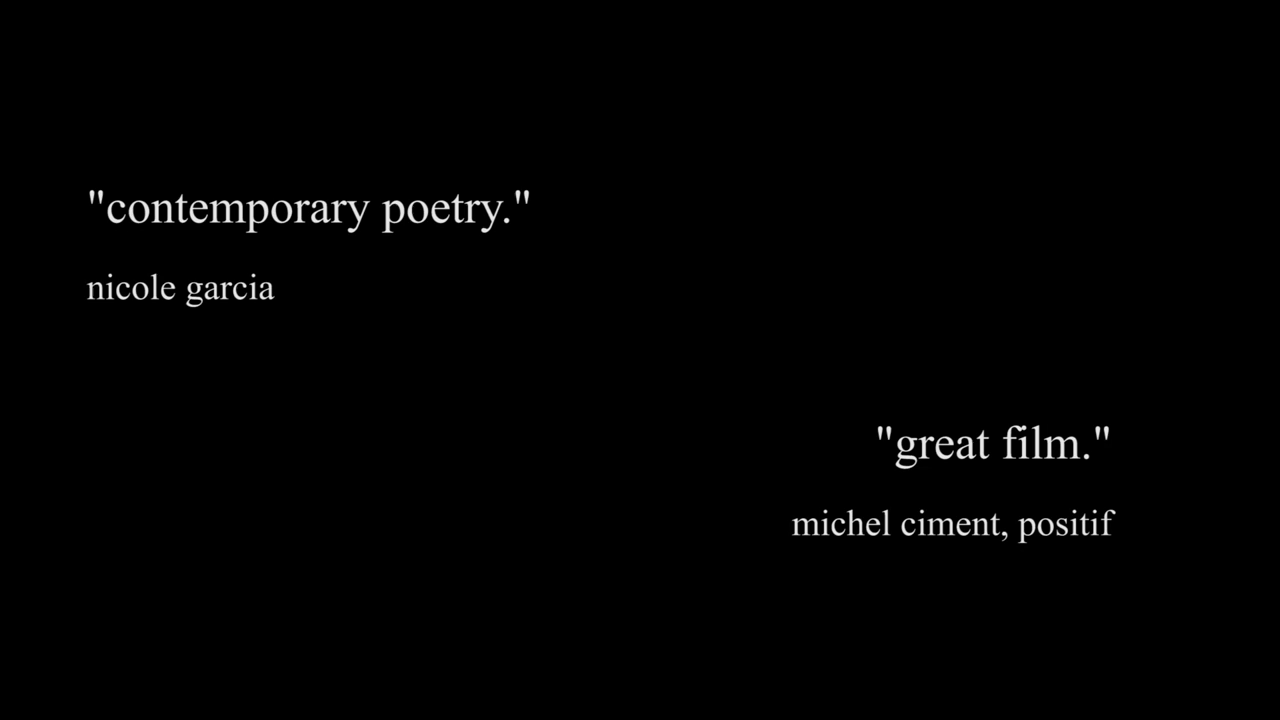 "contemporary poetry."
nicole garcia
"great film."
michel ciment, positif